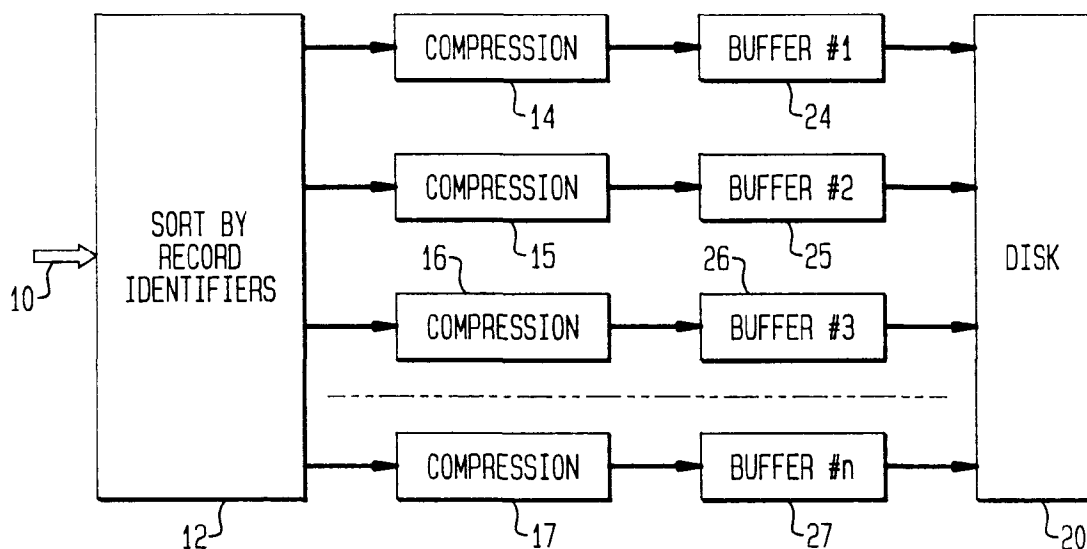 COMPRESSION
BUFFER #1
14
24
COMPRESSION
BUFFER #2
SORT BY
RECORD
IDENTIFIERS
10
15
25
DISK
16
26
COMPRESSION
BUFFER #3
COMPRESSION
BUFFER #n
12
17
27
20